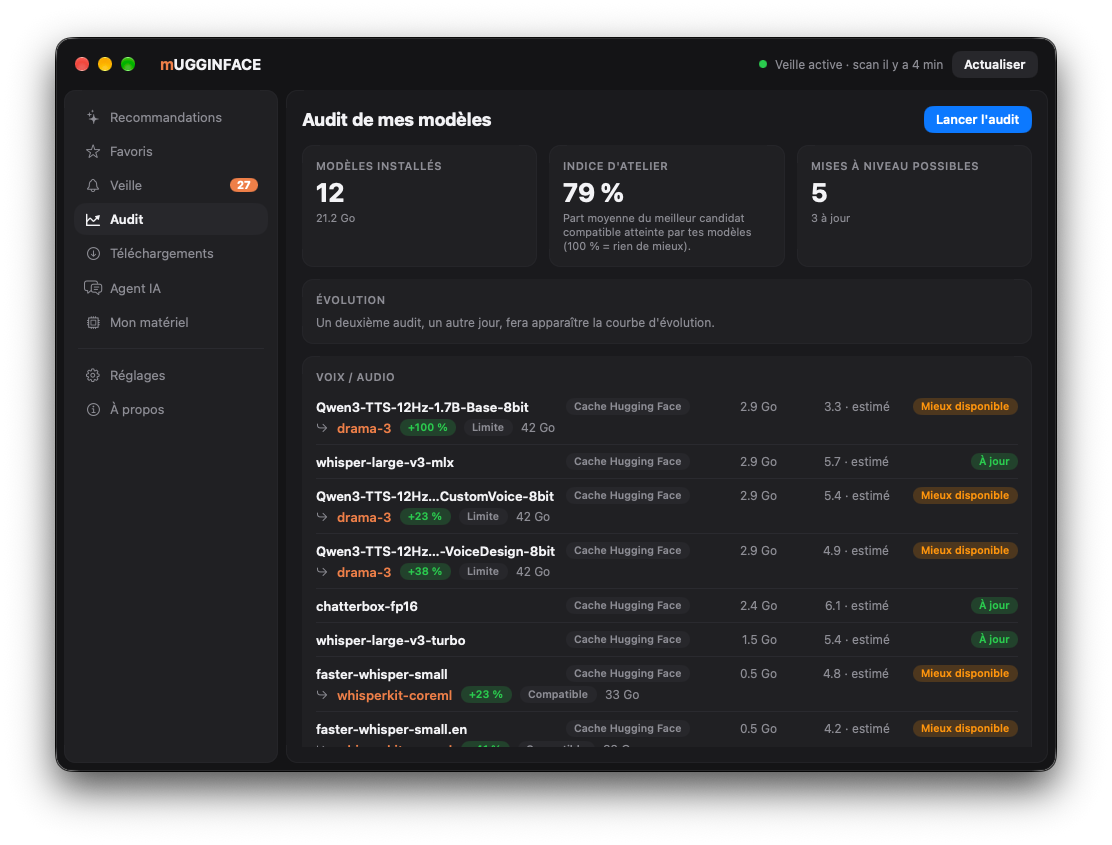 mUGGINFACE
Veille active · scan il y a 4 min
Actualiser
Recommandations
Favoris
Veille
27
Audit
Téléchargements
Agent IA
Mon matériel
Réglages
À propos
Audit de mes modèles
Lancer l'audit
MODÈLES INSTALLÉS
12
21.2 Go
INDICE D'ATELIER
79 %
Part moyenne du meilleur candidat
compatible atteinte par tes modèles
(100 % = rien de mieux).
MISES À NIVEAU POSSIBLES
5
3 à jour
ÉVOLUTION
Un deuxième audit, un autre jour, fera apparaître la courbe d'évolution.
VOIX / AUDIO
Qwen3-TTS-12Hz-1.7B-Base-8bit Cache Hugging Face 2.9 Go 3.3 · estimé Mieux disponible
drama-3 +100 % Limite 42 Go
whisper-large-v3-mlx Cache Hugging Face 2.9 Go 5.7 · estimé À jour
Qwen3-TTS-12Hz...CustomVoice-8bit Cache Hugging Face 2.9 Go 5.4 · estimé Mieux disponible
drama-3 +23 % Limite 42 Go
Qwen3-TTS-12Hz...-VoiceDesign-8bit Cache Hugging Face 2.9 Go 4.9 · estimé Mieux disponible
drama-3 +38 % Limite 42 Go
chatterbox-fp16 Cache Hugging Face 2.4 Go 6.1 · estimé À jour
whisper-large-v3-turbo Cache Hugging Face 1.5 Go 5.4 · estimé À jour
faster-whisper-small Cache Hugging Face 0.5 Go 4.8 · estimé Mieux disponible
whisperkit-coreml +23 % Compatible 33 Go
faster-whisper-small.en Cache Hugging Face 0.5 Go 4.2 · estimé Mieux disponible